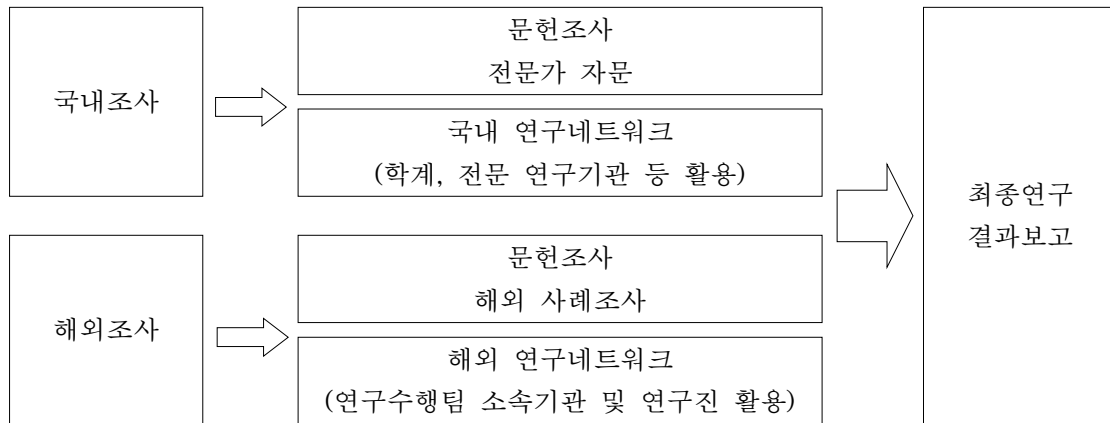 국내조사
문헌조사
전문가 자문
국내 연구네트워크
(학계, 전문 연구기관 등 활용)
해외조사
문헌조사
해외 사례조사
해외 연구네트워크
(연구수행팀 소속기관 및 연구진 활용)
최종연구
결과보고